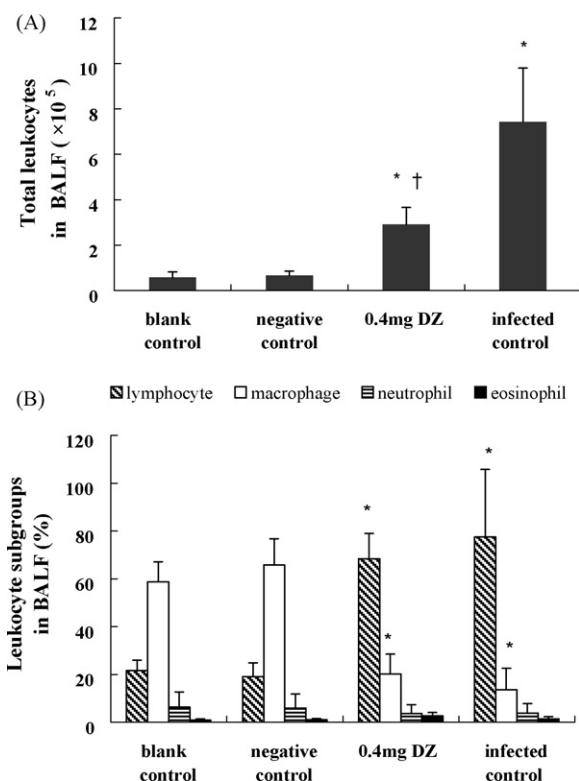 (A)
Total leukocytes
in BALF ( ×10 5)
12
10
8
6
4
2
0
*
* †
blank
control
negative
control
0.4mg DZ
infected
control
lymphocyte
macrophage
neutrophil
eosinophil
(B)
Leukocyte subgroups
in BALF (%)
120
100
80
60
40
20
0
*
*
*
*
blank
control
negative
control
0.4mg DZ
infected
control